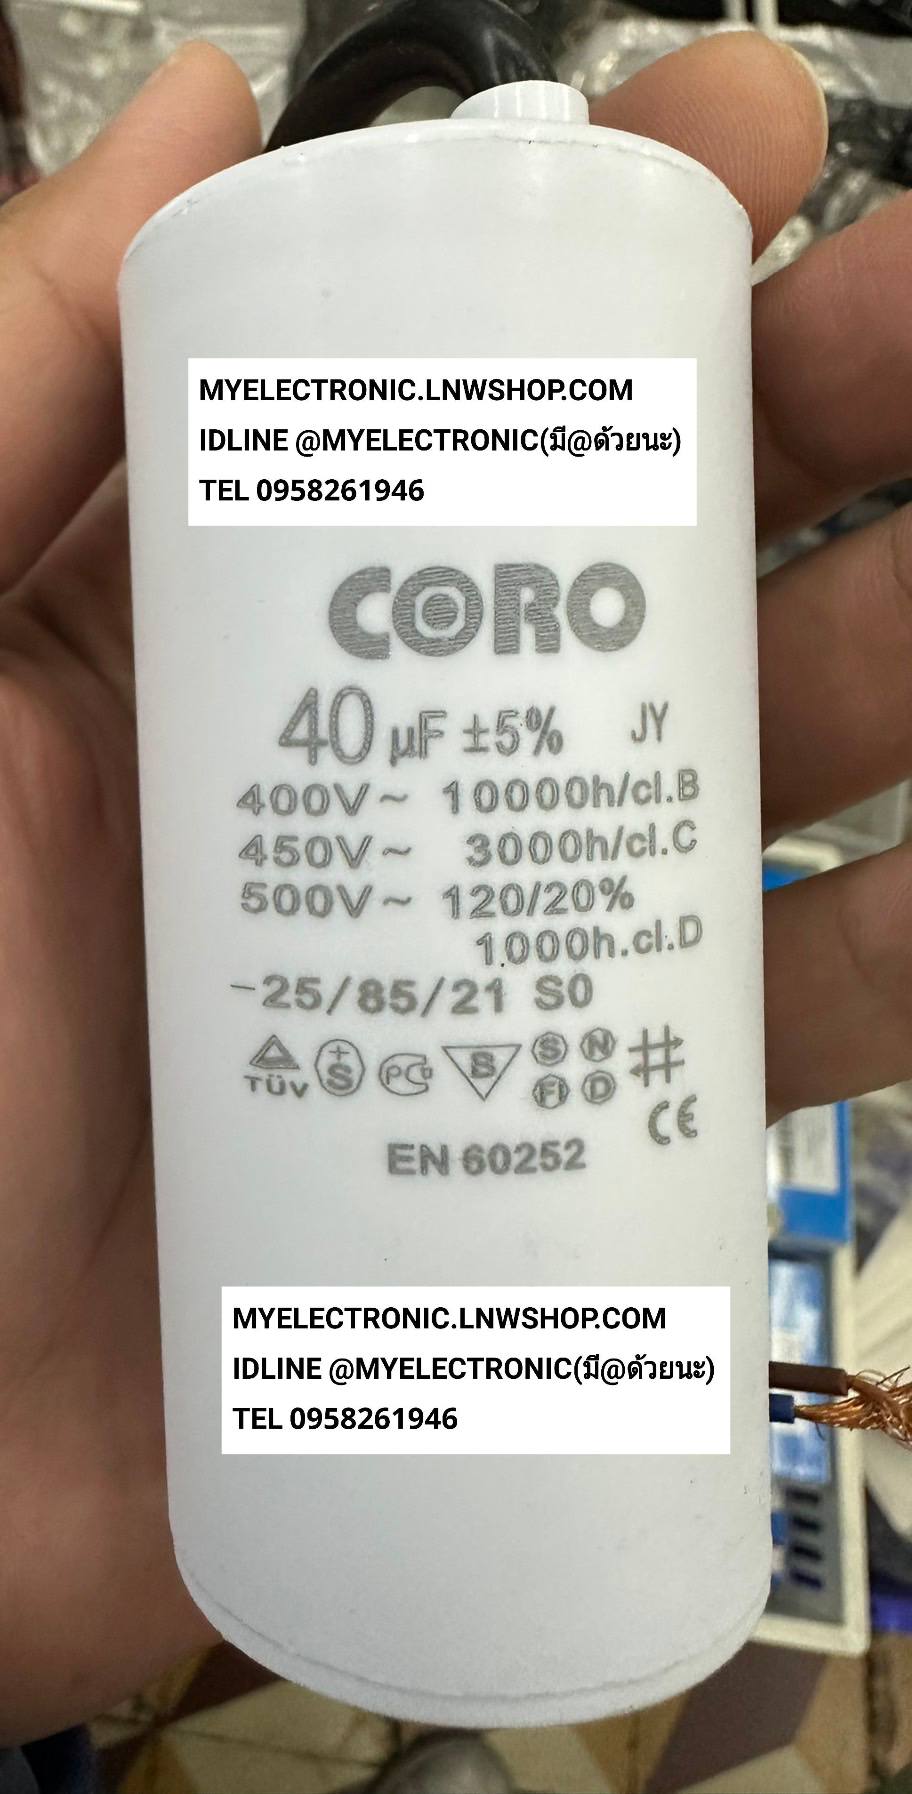 MYELECTRONIC.LNWSHOP.COM
IDLINE @MYELECTRONIC(มี@ด้วยนะ)
TEL 0958261946
CORO
40 µF ±5% JY
400V~ 10000h/cl.B
450V~ 3000h/cl.C
500V~ 120/20%
1000h.cl.D
-25/85/21 S0
TÜV +S PC B S N FI D
CE
EN 60252
MYELECTRONIC.LNWSHOP.COM
IDLINE @MYELECTRONIC(มี@ด้วยนะ)
TEL 0958261946